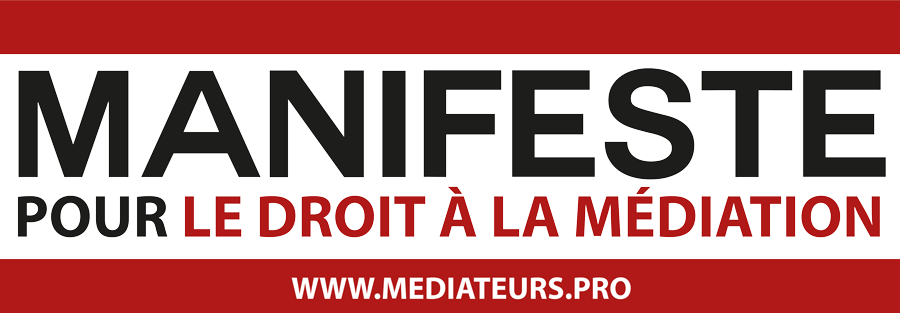 MANIFESTE
POUR LE DROIT À LA MÉDIATION
WWW.MEDIATEURS.PRO